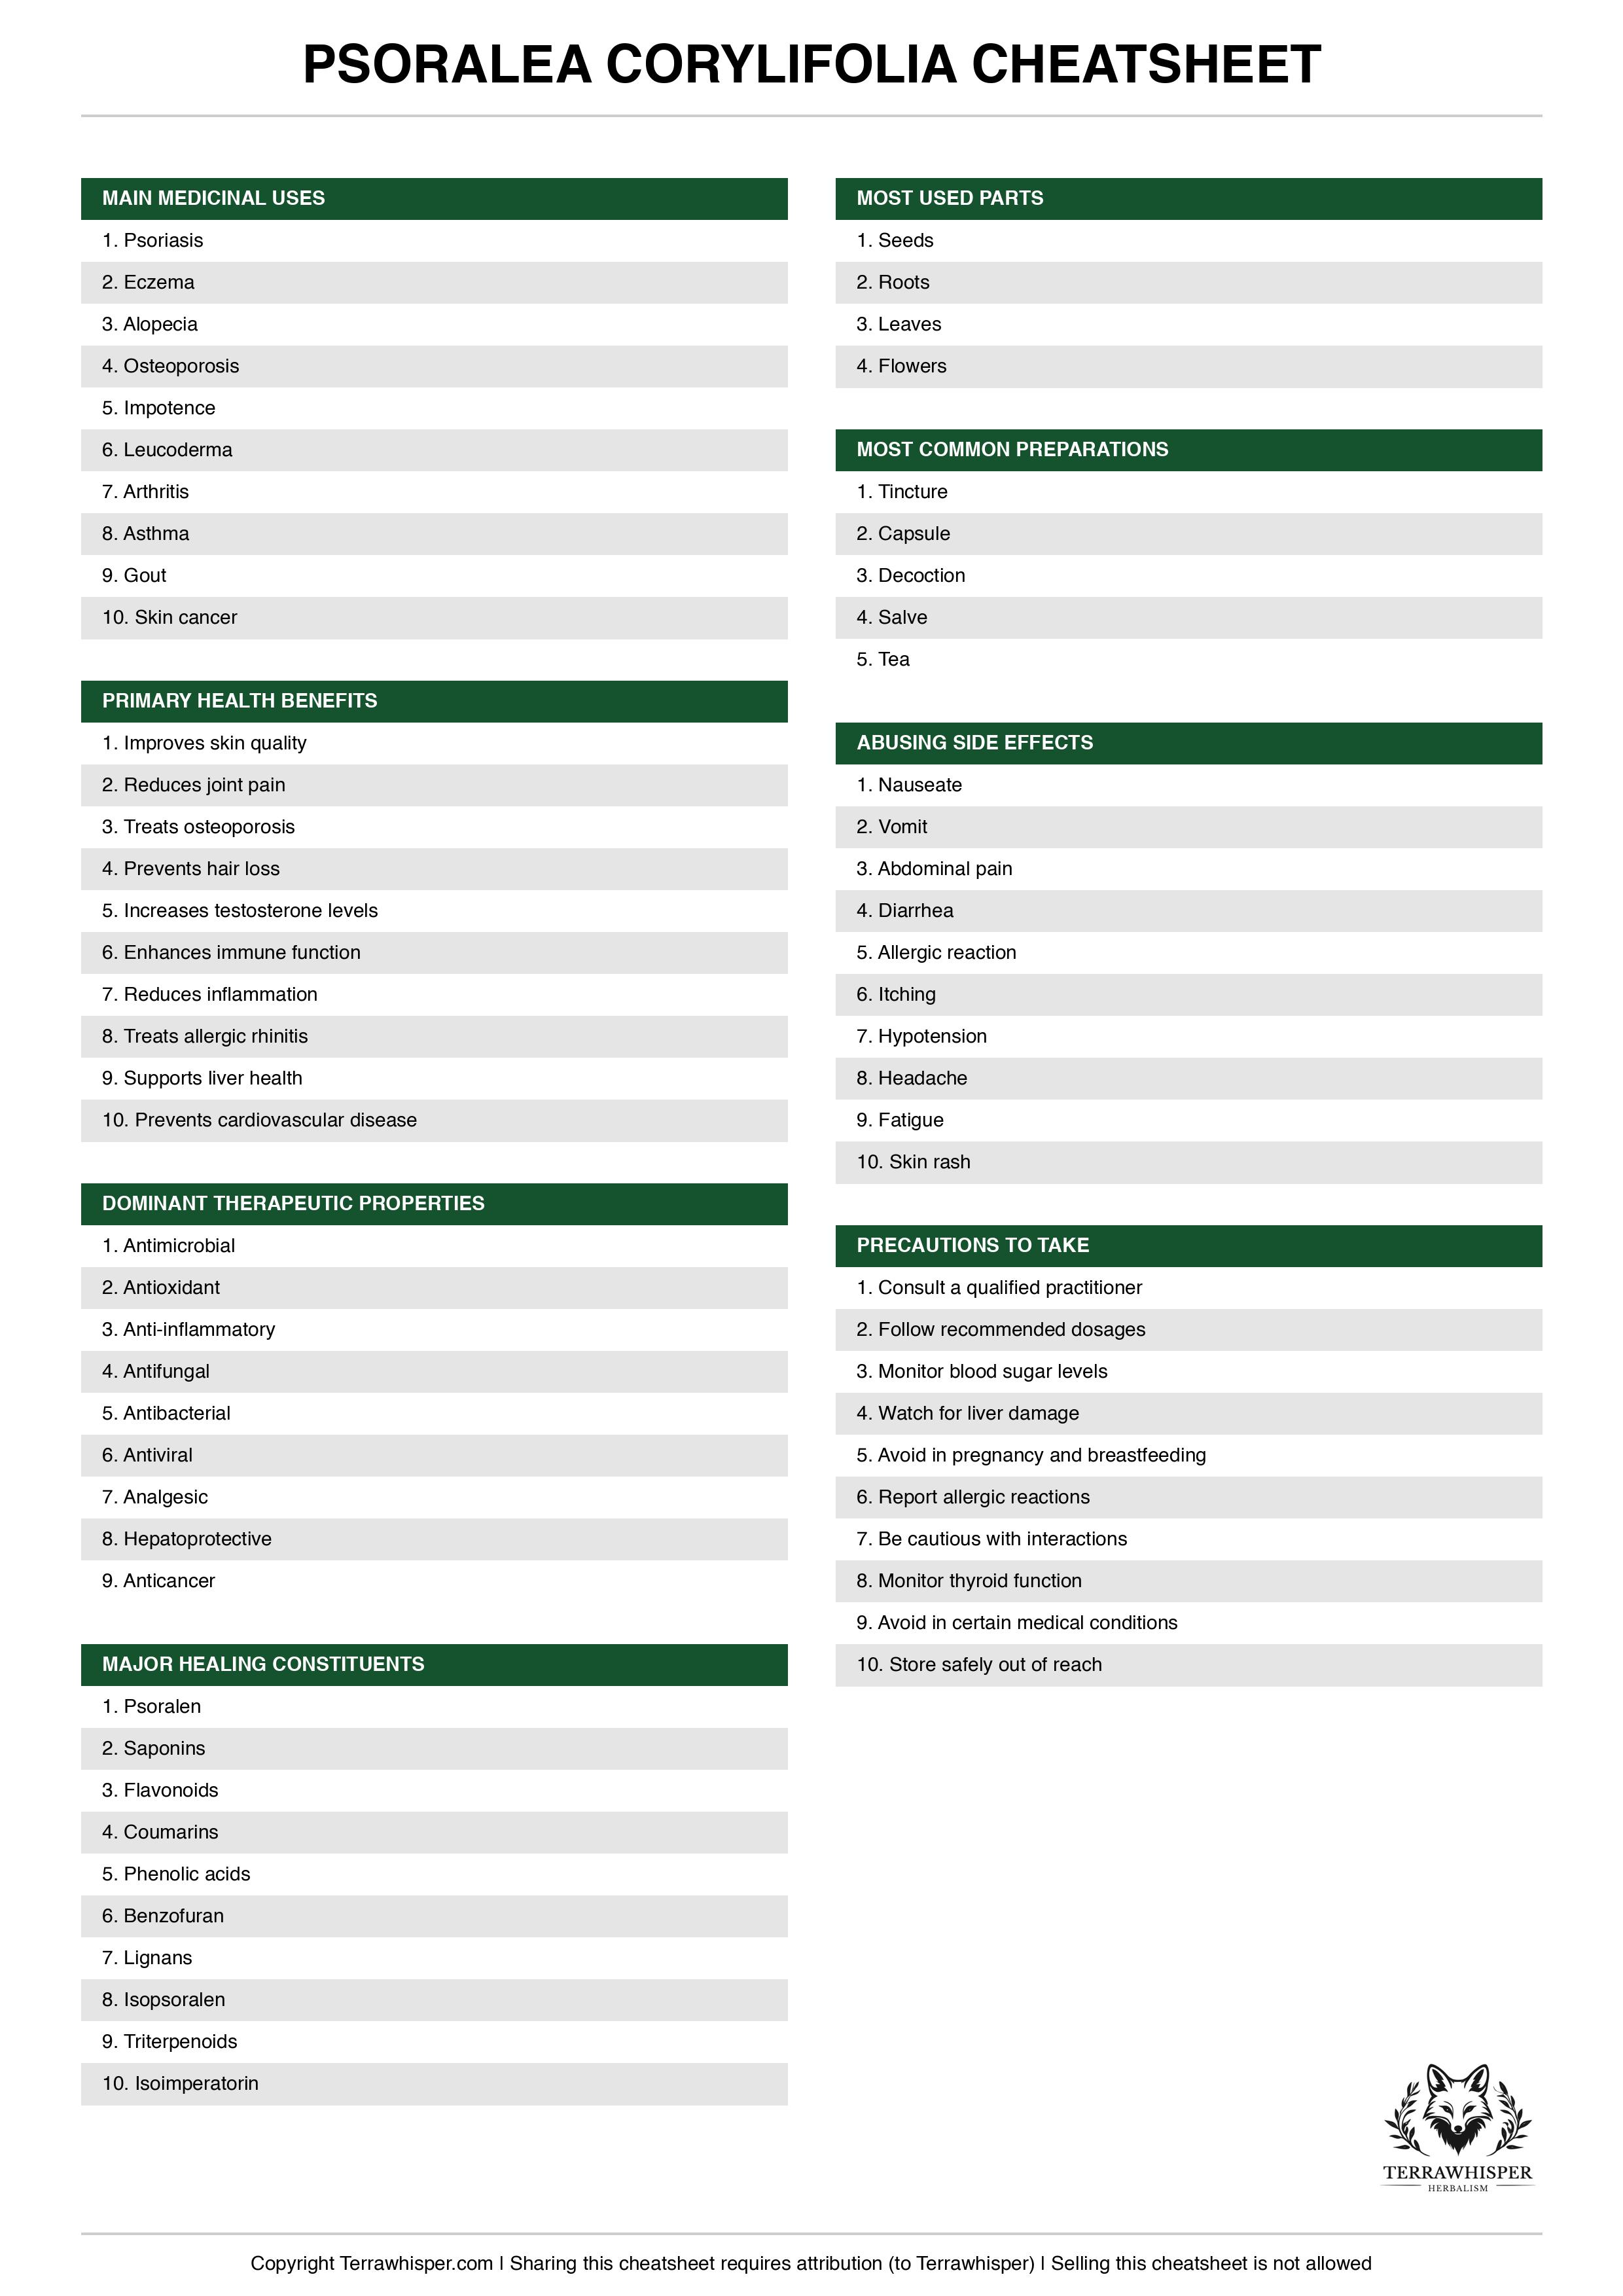 PSORALEA CORYLIFOLIA CHEATSHEET
MAIN MEDICINAL USES
1. Psoriasis
2. Eczema
3. Alopecia
4. Osteoporosis
5. Impotence
6. Leucoderma
7. Arthritis
8. Asthma
9. Gout
10. Skin cancer
PRIMARY HEALTH BENEFITS
1. Improves skin quality
2. Reduces joint pain
3. Treats osteoporosis
4. Prevents hair loss
5. Increases testosterone levels
6. Enhances immune function
7. Reduces inflammation
8. Treats allergic rhinitis
9. Supports liver health
10. Prevents cardiovascular disease
DOMINANT THERAPEUTIC PROPERTIES
1. Antimicrobial
2. Antioxidant
3. Anti-inflammatory
4. Antifungal
5. Antibacterial
6. Antiviral
7. Analgesic
8. Hepatoprotective
9. Anticancer
MAJOR HEALING CONSTITUENTS
1. Psoralen
2. Saponins
3. Flavonoids
4. Coumarins
5. Phenolic acids
6. Benzofuran
7. Lignans
8. Isopsoralen
9. Triterpenoids
10. Isoimperatorin
MOST USED PARTS
1. Seeds
2. Roots
3. Leaves
4. Flowers
MOST COMMON PREPARATIONS
1. Tincture
2. Capsule
3. Decoction
4. Salve
5. Tea
ABUSING SIDE EFFECTS
1. Nauseate
2. Vomit
3. Abdominal pain
4. Diarrhea
5. Allergic reaction
6. Itching
7. Hypotension
8. Headache
9. Fatigue
10. Skin rash
PRECAUTIONS TO TAKE
1. Consult a qualified practitioner
2. Follow recommended dosages
3. Monitor blood sugar levels
4. Watch for liver damage
5. Avoid in pregnancy and breastfeeding
6. Report allergic reactions
7. Be cautious with interactions
8. Monitor thyroid function
9. Avoid in certain medical conditions
10. Store safely out of reach
TERRAWHISPER
HERBALISM
Copyright Terrawhisper.com | Sharing this cheatsheet requires attribution (to Terrawhisper) | Selling this cheatsheet is not allowed